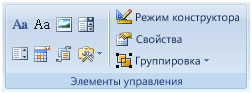 Aa Aa
Режим конструктора
Свойства
Группировка
Элементы управления